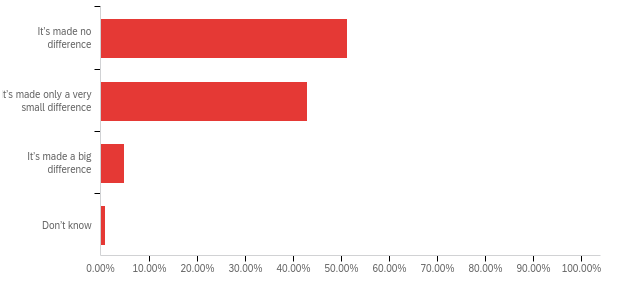 It's made no
difference
t's made only a very
small difference
It's made a big
difference
Don't know
0.00% 10.00% 20.00% 30.00% 40.00% 50.00% 60.00% 70.00% 80.00% 90.00% 100.00%